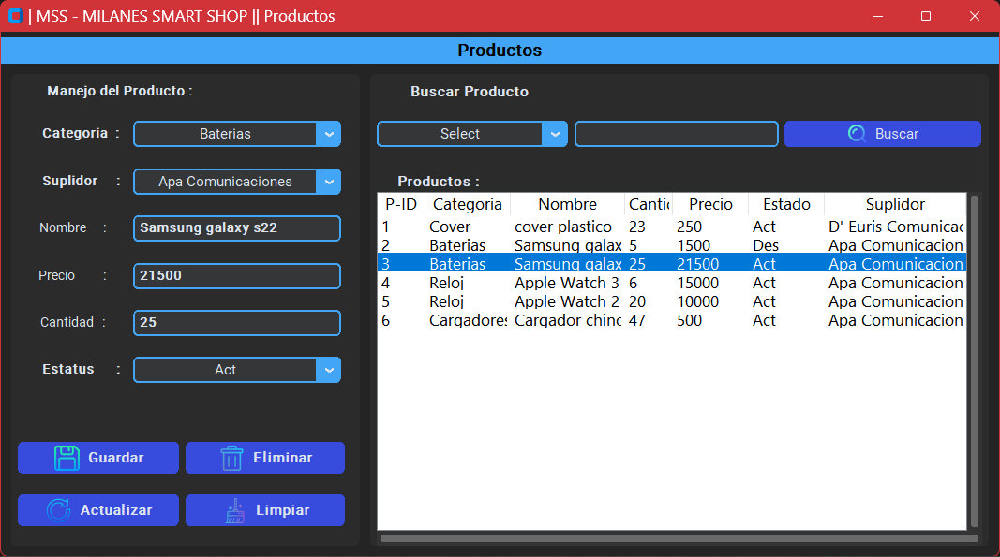 | MSS - MILANES SMART SHOP || Productos
Productos
Manejo del Producto :
Categoria :
Baterias
Suplidor :
Apa Comunicaciones
Nombre :
Samsung galaxy s22
Precio :
21500
Cantidad :
25
Estatus :
Act
Guardar
Eliminar
Actualizar
Limpiar
Buscar Producto
Select
Buscar
Productos :
P-ID Categoria Nombre Cantic Precio Estado Suplidor
1 Cover cover plastico 23 250 Act D' Euris Comunicac
2 Baterias Samsung galax 5 1500 Des Apa Comunicacion
3 Baterias Samsung galax 25 21500 Act Apa Comunicacion
4 Reloj Apple Watch 3 6 15000 Act Apa Comunicacion
5 Reloj Apple Watch 2 20 10000 Act Apa Comunicacion
6 Cargadores Cargador chinc 47 500 Act Apa Comunicacion